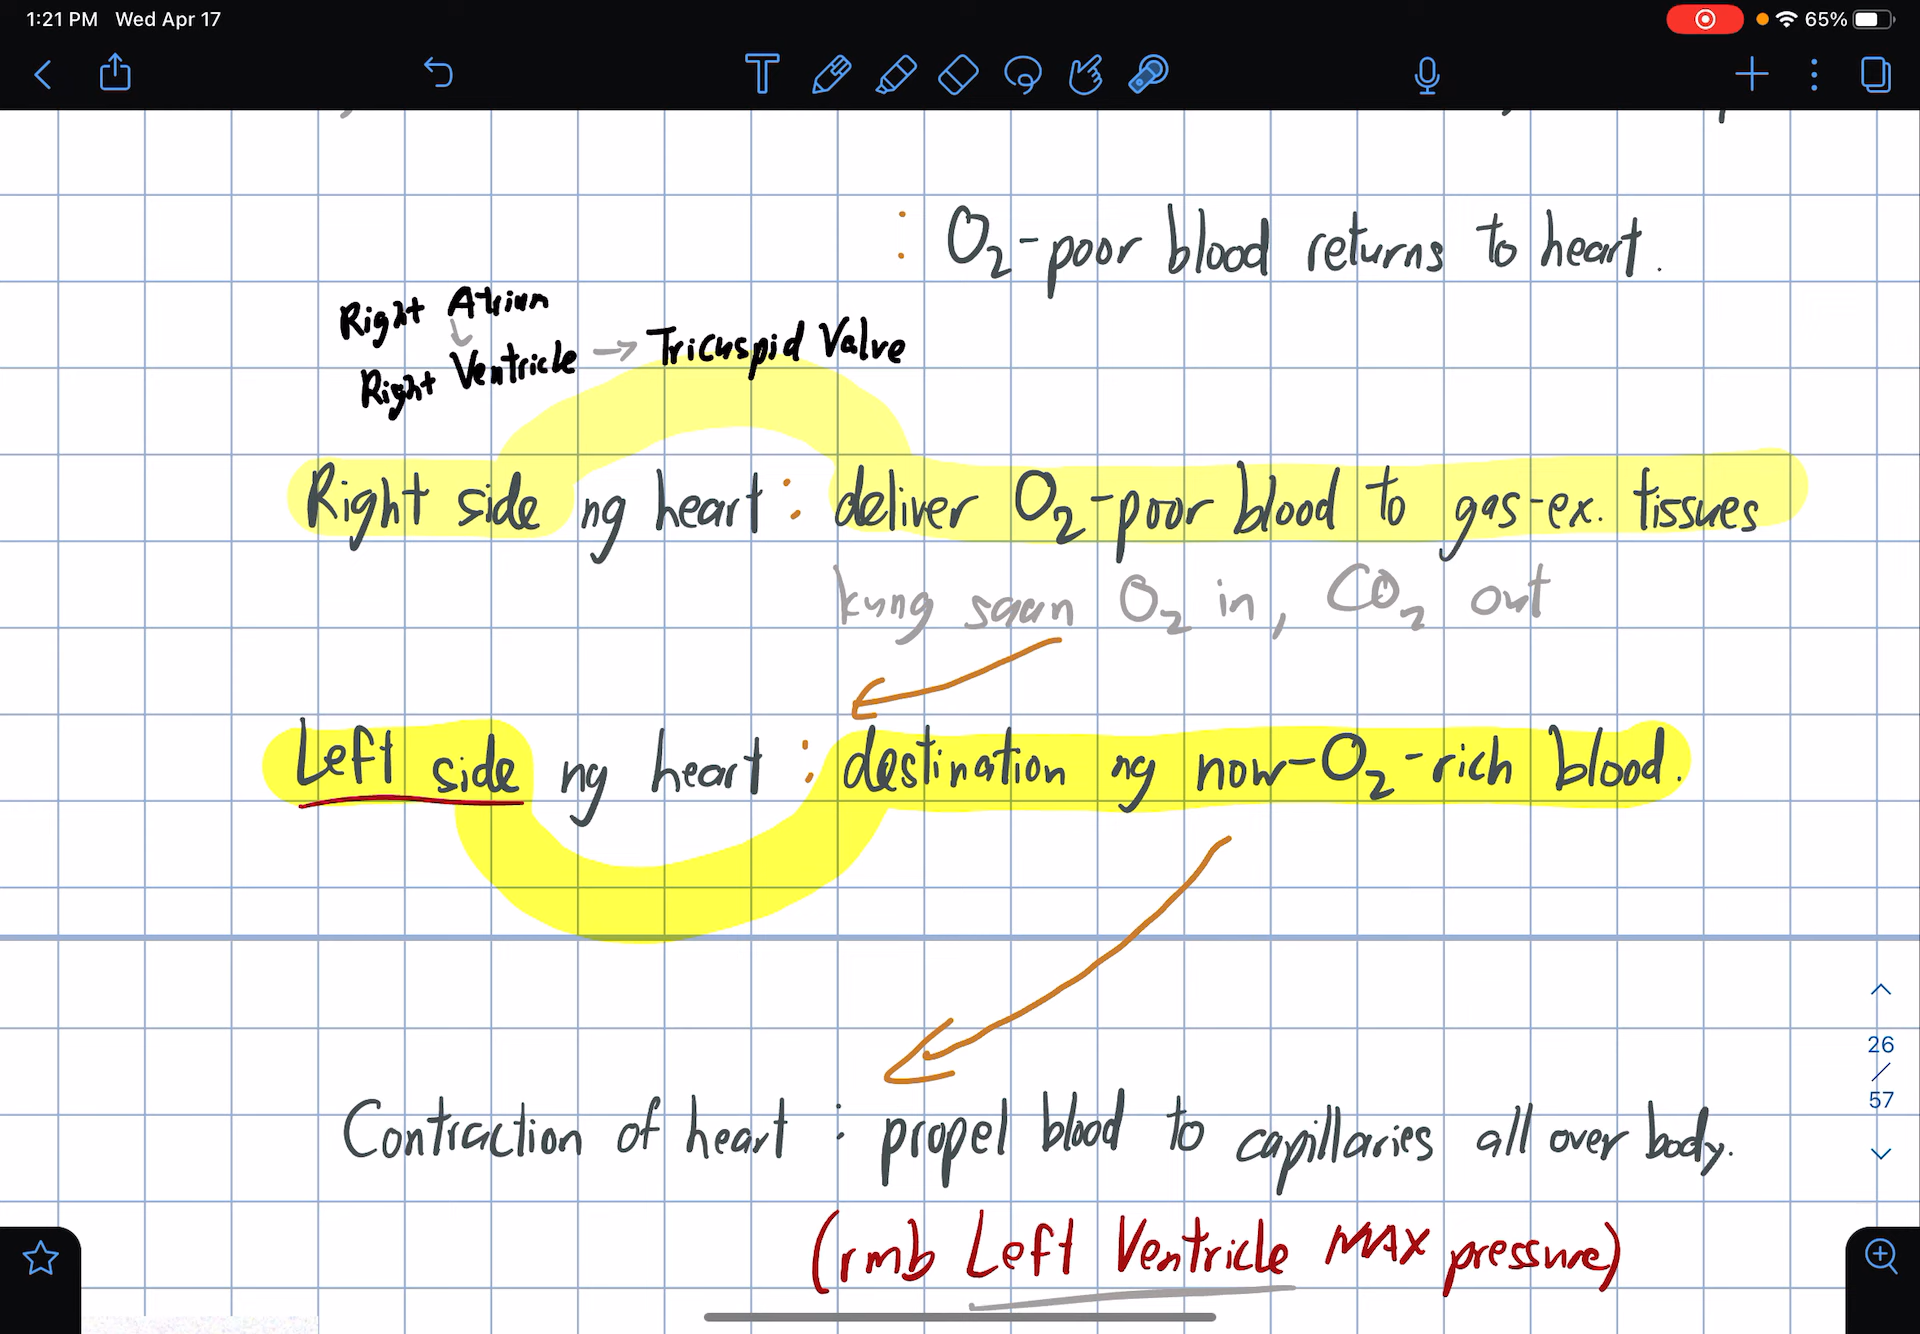 1:21 PM Wed Apr 17
65%
: O₂-poor blood returns to heart.
Right Atrium
Right Ventricle → Tricuspid Valve
Right side ng heart : deliver O₂-poor blood to gas-ex. tissues
kung saan O₂ in, CO₂ out
Left side ng heart : destination ng now-O₂-rich blood.
26
/
57
Contraction of heart : propel blood to capillaries all over body.
(rmb Left Ventricle MAX pressure)